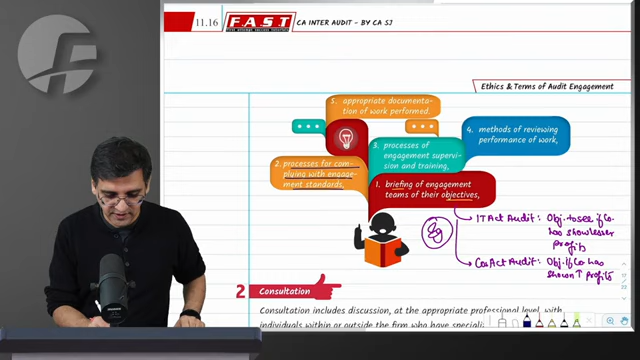 11.16
F.A.S.T
CA INTER AUDIT - BY CA SJ
Ethics & Terms of Audit Engagement
5. appropriate documenta-
tion of work performed.
4. methods of reviewing
performance of work,
3. processes of
engagement supervi-
sion and training,
2. processes for com-
plying with engage-
ment standards,
1. briefing of engagement
teams of their objectives,
Eg
IT Act Audit: Obj. to see if Co.
has show lesser
profits
Cos Act Audit: Obj. if Co has
shown ↑ profits
2 Consultation
Consultation includes discussion, at the appropriate professional level, with
individuals within or outside the firm who have